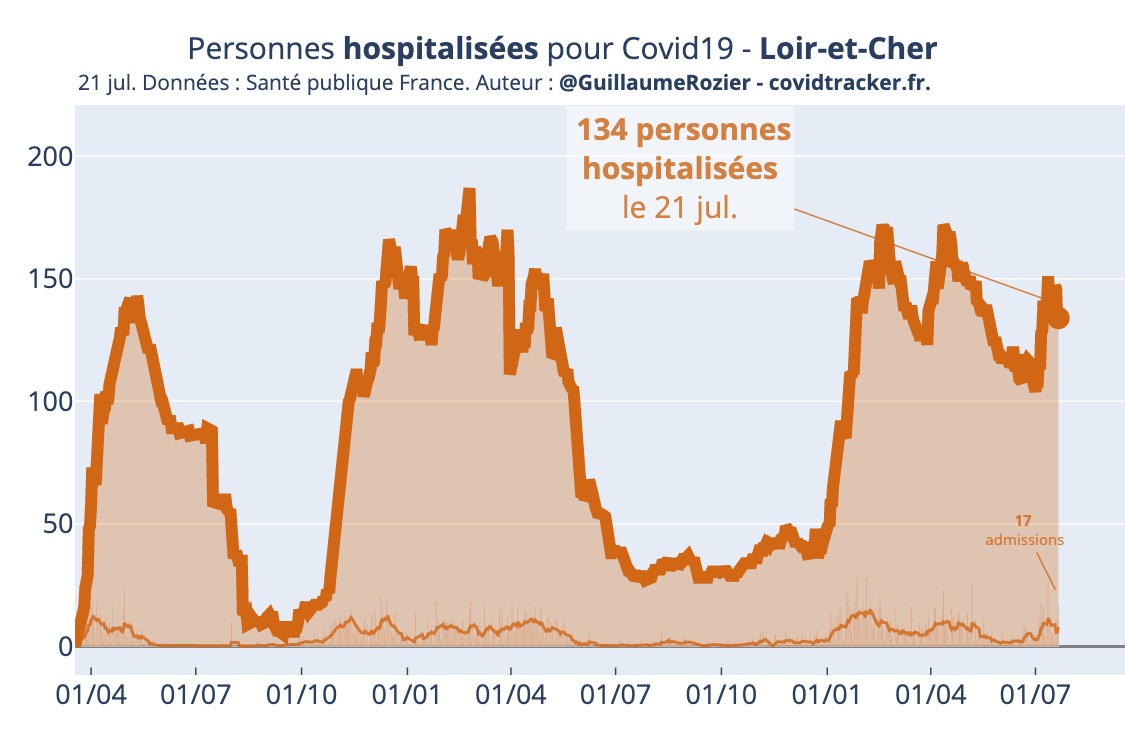 Personnes hospitalisées pour Covid19 - Loir-et-Cher
21 jul. Données : Santé publique France. Auteur : @GuillaumeRozier - covidtracker.fr.
134 personnes
hospitalisées
le 21 jul.
200
150
100
50
0
17
admissions
01/04 01/07 01/10 01/01 01/04 01/07 01/10 01/01 01/04 01/07